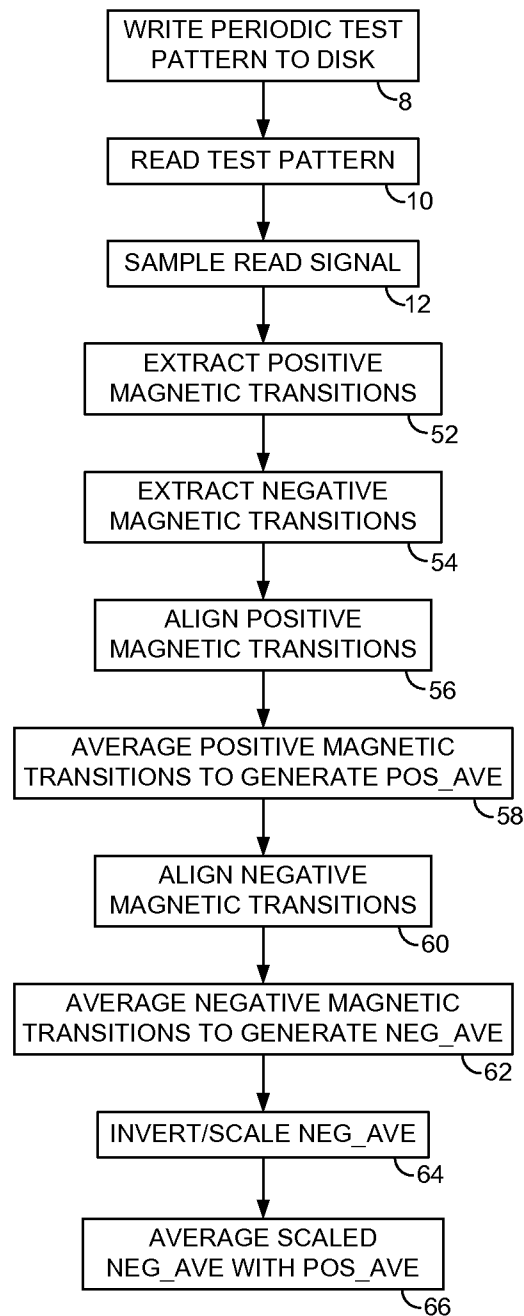 WRITE PERIODIC TEST
PATTERN TO DISK
8
READ TEST PATTERN
10
SAMPLE READ SIGNAL
12
EXTRACT POSITIVE
MAGNETIC TRANSITIONS
52
EXTRACT NEGATIVE
MAGNETIC TRANSITIONS
54
ALIGN POSITIVE
MAGNETIC TRANSITIONS
56
AVERAGE POSITIVE MAGNETIC
TRANSITIONS TO GENERATE POS_AVE
58
ALIGN NEGATIVE
MAGNETIC TRANSITIONS
60
AVERAGE NEGATIVE MAGNETIC
TRANSITIONS TO GENERATE NEG_AVE
62
INVERT/SCALE NEG_AVE
64
AVERAGE SCALED
NEG_AVE WITH POS_AVE
66